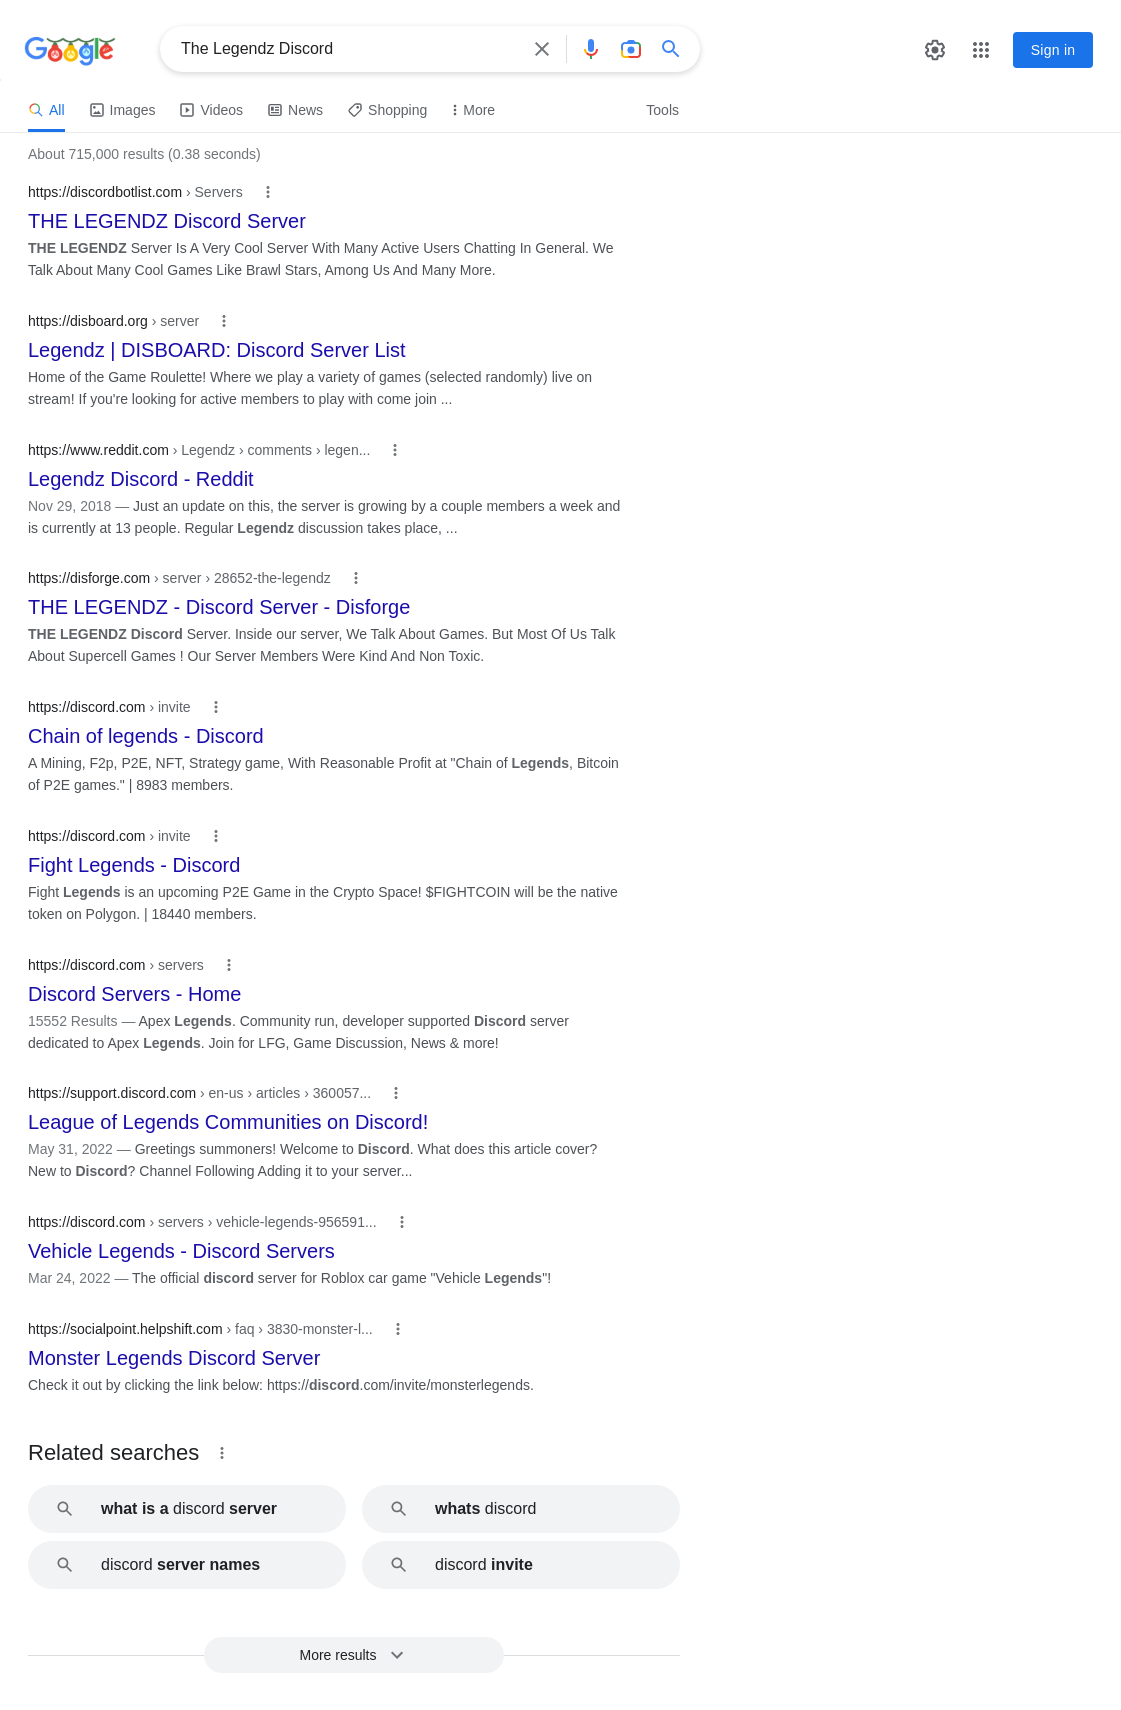 Google
The Legendz Discord
Sign in
All Images Videos News Shopping More Tools
About 715,000 results (0.38 seconds)
https://discordbotlist.com › Servers
THE LEGENDZ Discord Server
THE LEGENDZ Server Is A Very Cool Server With Many Active Users Chatting In General. We
Talk About Many Cool Games Like Brawl Stars, Among Us And Many More.
https://disboard.org › server
Legendz | DISBOARD: Discord Server List
Home of the Game Roulette! Where we play a variety of games (selected randomly) live on
stream! If you're looking for active members to play with come join ...
https://www.reddit.com › Legendz › comments › legen...
Legendz Discord - Reddit
Nov 29, 2018 — Just an update on this, the server is growing by a couple members a week and
is currently at 13 people. Regular Legendz discussion takes place, ...
https://disforge.com › server › 28652-the-legendz
THE LEGENDZ - Discord Server - Disforge
THE LEGENDZ Discord Server. Inside our server, We Talk About Games. But Most Of Us Talk
About Supercell Games ! Our Server Members Were Kind And Non Toxic.
https://discord.com › invite
Chain of legends - Discord
A Mining, F2p, P2E, NFT, Strategy game, With Reasonable Profit at "Chain of Legends, Bitcoin
of P2E games." | 8983 members.
https://discord.com › invite
Fight Legends - Discord
Fight Legends is an upcoming P2E Game in the Crypto Space! $FIGHTCOIN will be the native
token on Polygon. | 18440 members.
https://discord.com › servers
Discord Servers - Home
15552 Results — Apex Legends. Community run, developer supported Discord server
dedicated to Apex Legends. Join for LFG, Game Discussion, News & more!
https://support.discord.com › en-us › articles › 360057...
League of Legends Communities on Discord!
May 31, 2022 — Greetings summoners! Welcome to Discord. What does this article cover?
New to Discord? Channel Following Adding it to your server...
https://discord.com › servers › vehicle-legends-956591...
Vehicle Legends - Discord Servers
Mar 24, 2022 — The official discord server for Roblox car game "Vehicle Legends"!
https://socialpoint.helpshift.com › faq › 3830-monster-l...
Monster Legends Discord Server
Check it out by clicking the link below: https://discord.com/invite/monsterlegends.
Related searches
what is a discord server
whats discord
discord server names
discord invite
More results